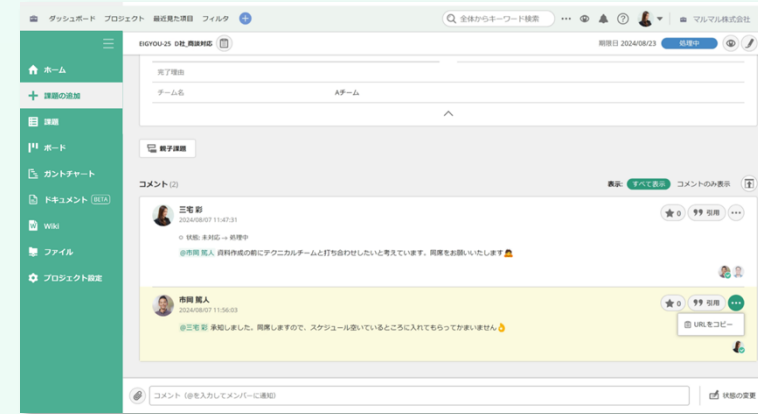 ダッシュボード プロジェクト 最近見た項目 フィルタ
全体からキーワード検索
マルマル株式会社
EIGYOU-25 D社_商談対応
期限日 2024/08/23 処理中
ホーム
課題の追加
課題
ボード
ガントチャート
ドキュメント BETA
Wiki
ファイル
プロジェクト設定
完了理由
チーム名 Aチーム
親子課題
コメント (2)
表示: すべて表示 コメントのみ表示
三宅 彩
2024/08/07 11:47:31
0 引用
状態: 未対応 → 処理中
@市岡 篤人 資料作成の前にテクニカルチームと打ち合わせしたいと考えています。同席をお願いいたします🙇
市岡 篤人
2024/08/07 11:56:03
0 引用
URLをコピー
@三宅 彩 承知しました。同席しますので、スケジュール空いているところに入れてもらってかまいません👌
コメント (@を入力してメンバーに通知)
状態の変更